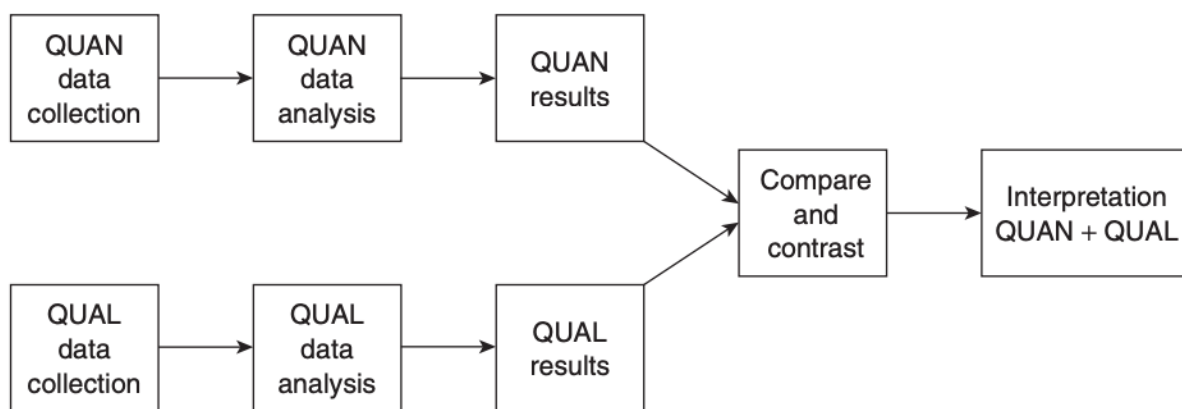 QUAN
data
collection
QUAN
data
analysis
QUAN
results
Compare
and
contrast
Interpretation
QUAN + QUAL
QUAL
data
collection
QUAL
data
analysis
QUAL
results